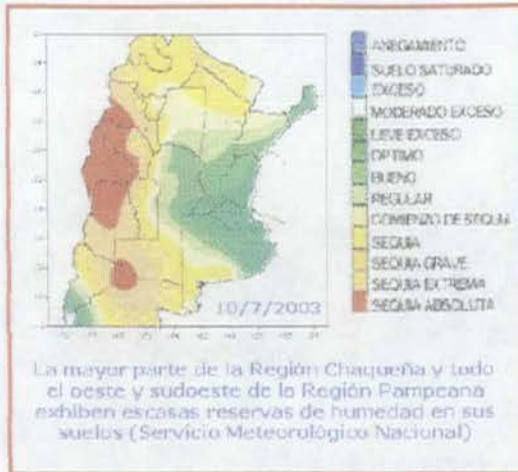 ANEGAMIENTO
SUELO SATURADO
EXCESO
MODERADO EXCESO
LEVE EXCESO
OPTIMO
BUENO
REGULAR
COMIENZO DE SEQUIA
SEQUIA
SEQUIA GRAVE
SEQUIA EXTREMA
SEQUIA ABSOLUTA
10/7/2003
La mayor parte de la Región Chaqueña y todo
el oeste y sudoeste de la Región Pampeana
exhiben escasas reservas de humedad en sus
suelos (Servicio Meteorológico Nacional)